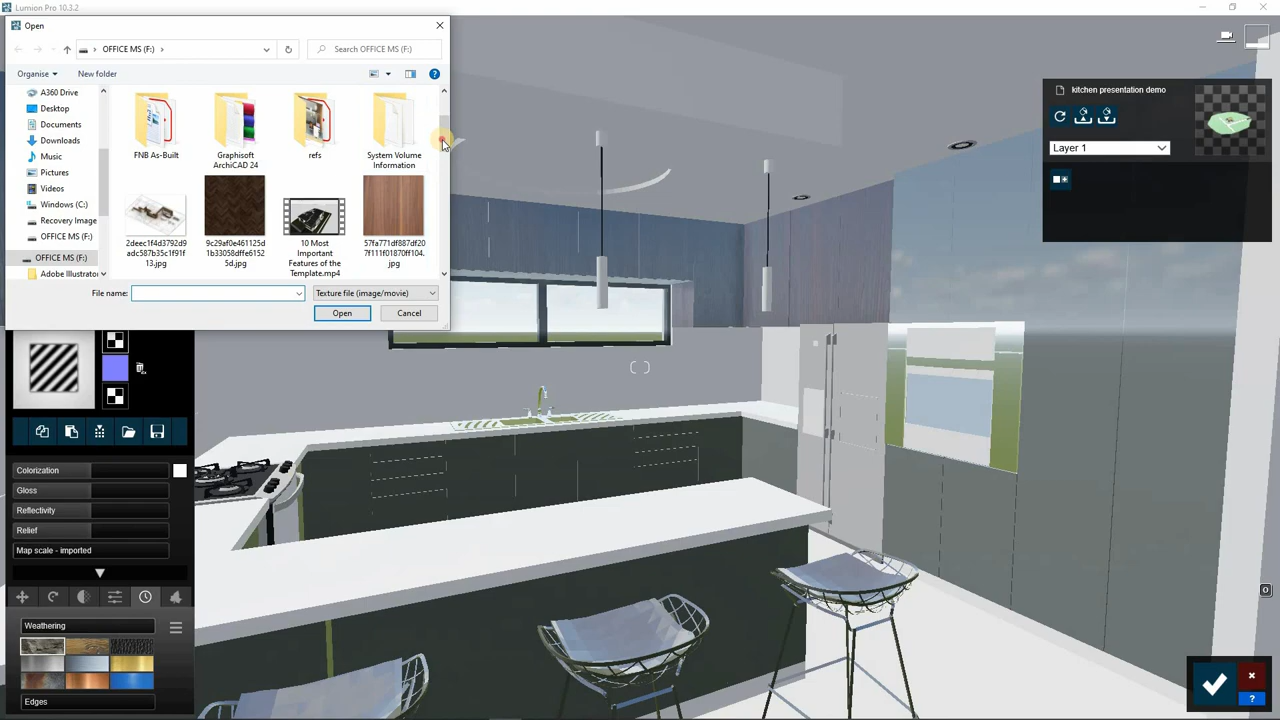 Lumion Pro 10.3.2
Open
OFFICE MS (F:)
Search OFFICE MS (F:)
Organise
New folder
A360 Drive
Desktop
Documents
Downloads
Music
Pictures
Videos
Windows (C:)
Recovery Image
OFFICE MS (F:)
OFFICE MS (F:)
Adobe Illustrator
FNB As-Built
Graphisoft
ArchiCAD 24
refs
System Volume
Information
2deec1f4d3792d9
adc587b35c1f91f
13.jpg
9c29af0e461125d
1b33058dffe6152
5d.jpg
10 Most
Important
Features of the
Template.mp4
57fa771df887df20
7f111f01870ff104.
jpg
File name:
Texture file (image/movie)
Open
Cancel
kitchen presentation demo
Layer 1
Colorization
Gloss
Reflectivity
Relief
Map scale - imported
Weathering
Edges
O
?